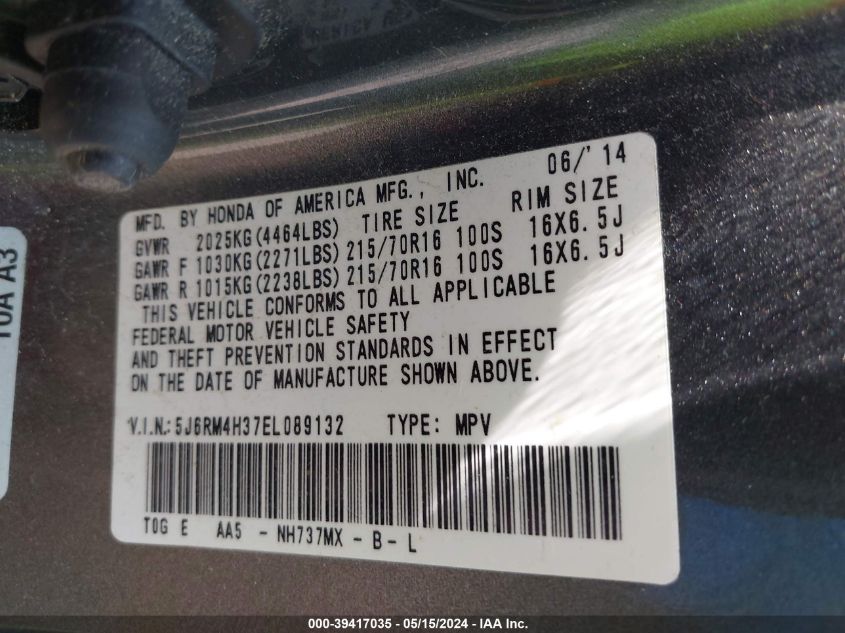 MFD. BY HONDA OF AMERICA MFG., INC. 06/'14
GVWR 2025KG(4464LBS) TIRE SIZE RIM SIZE
GAWR F 1030KG(2271LBS) 215/70R16 100S 16X6.5J
GAWR R 1015KG(2238LBS) 215/70R16 100S 16X6.5J
THIS VEHICLE CONFORMS TO ALL APPLICABLE
FEDERAL MOTOR VEHICLE SAFETY
AND THEFT PREVENTION STANDARDS IN EFFECT
ON THE DATE OF MANUFACTURE SHOWN ABOVE.
V.I.N.: 5J6RM4H37EL089132 TYPE: MPV
T0G E AA5 - NH737MX - B - L
T0A A3
000-39417035 - 05/15/2024 - IAA Inc.